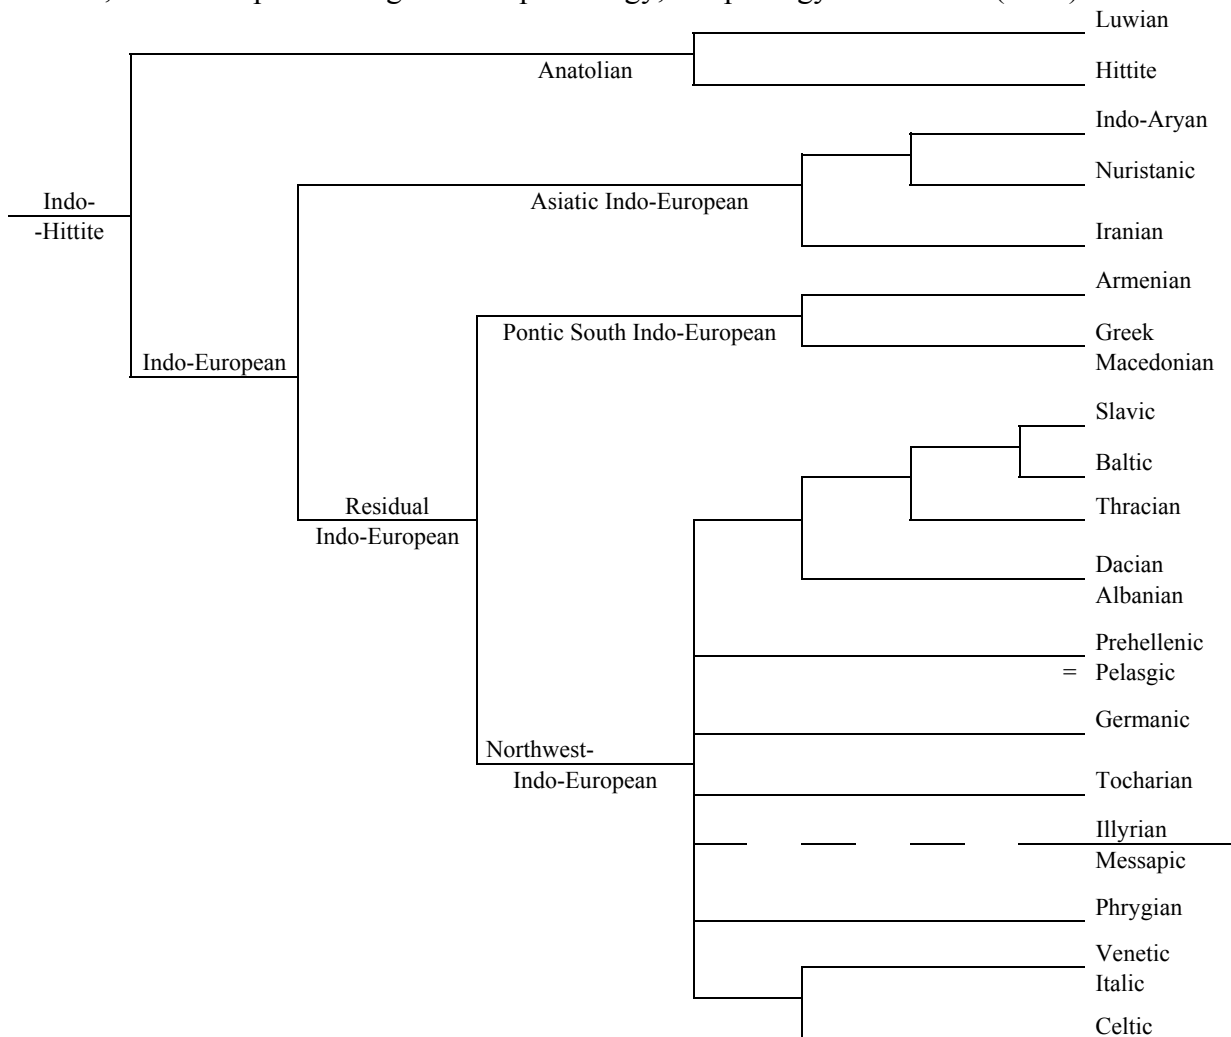 Luwian
Anatolian
Hittite
Indo-Aryan
Nuristanic
Indo-
-Hittite
Asiatic Indo-European
Iranian
Armenian
Pontic South Indo-European
Greek
Macedonian
Indo-European
Slavic
Baltic
Residual
Indo-European
Thracian
Dacian
Albanian
Prehellenic
= Pelasgic
Germanic
Northwest-
Indo-European
Tocharian
Illyrian
Messapic
Phrygian
Venetic
Italic
Celtic